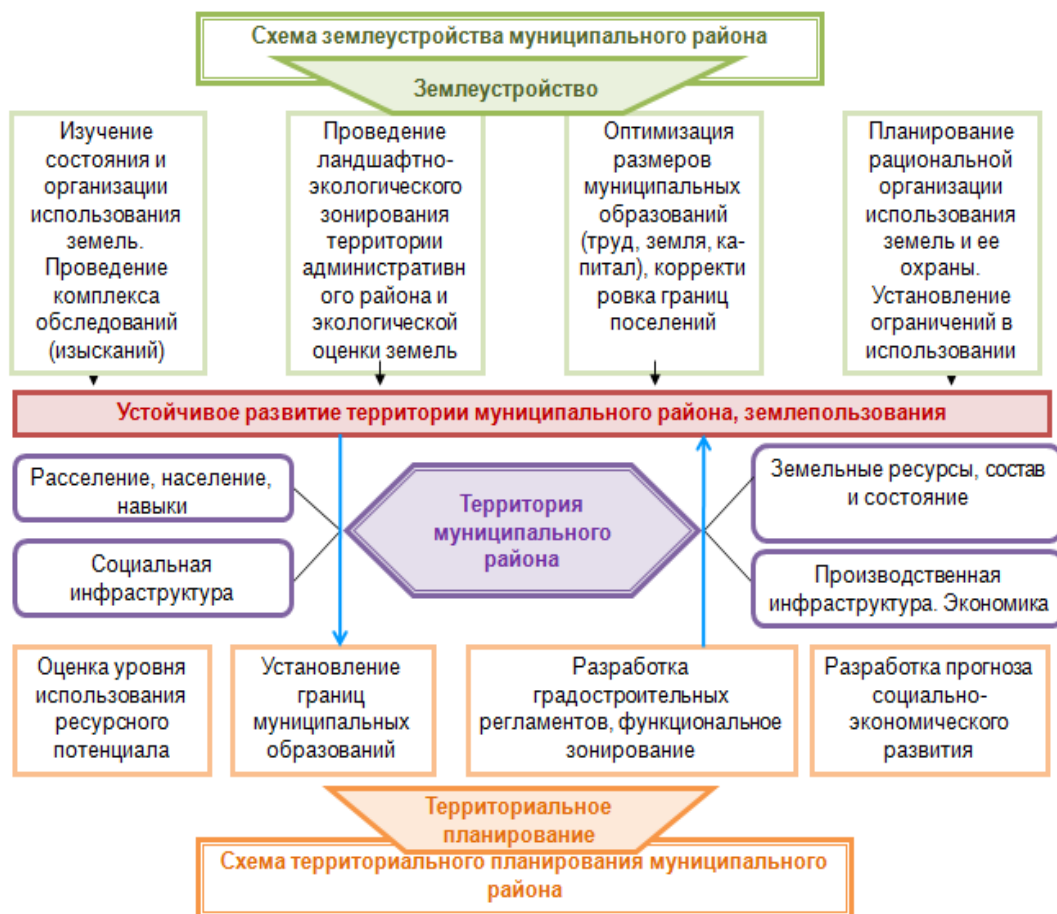 Схема землеустройства муниципального района
Землеустройство
Изучение
состояния и
организации
использования
земель.
Проведение
комплекса
обследований
(изысканий)
Проведение
ландшафтно-
экологического
зонирования
территории
административн
ого района и
экологической
оценки земель
Оптимизация
размеров
муниципальных
образований
(труд, земля, ка-
питал), корректи
ровка границ
поселений
Планирование
рациональной
организации
использования
земель и ее
охраны.
Установление
ограничений в
использовании
Устойчивое развитие территории муниципального района, землепользования
Расселение, население,
навыки
Социальная
инфраструктура
Территория
муниципального
района
Земельные ресурсы, состав
и состояние
Производственная
инфраструктура. Экономика
Оценка уровня
использования
ресурсного
потенциала
Установление
границ
муниципальных
образований
Разработка
градостроительных
регламентов, функциональное
зонирование
Разработка прогноза
социально-
экономического
развития
Территориальное
планирование
Схема территориального планирования муниципального
района